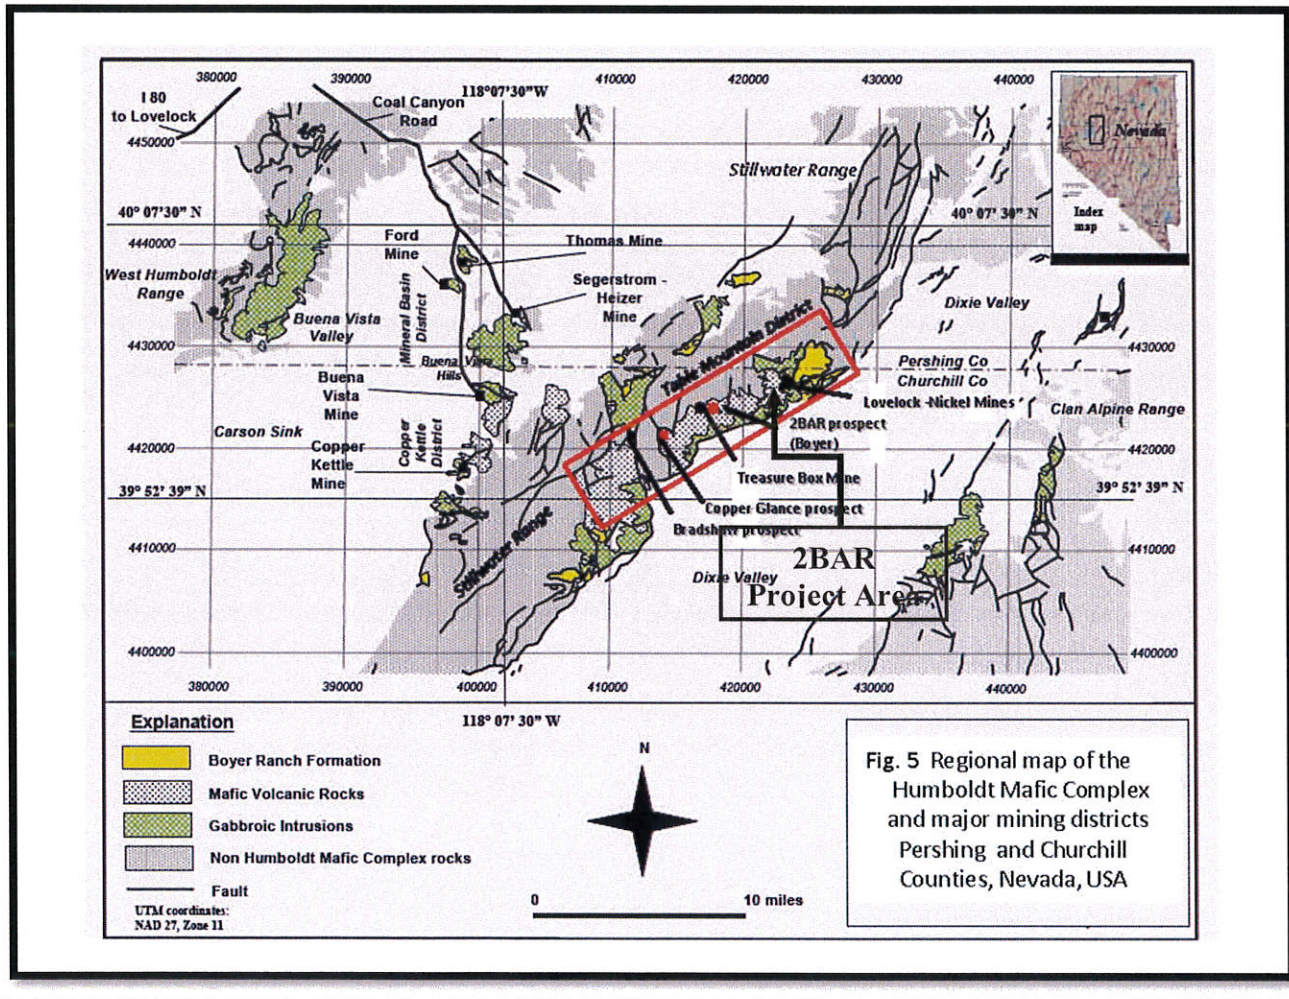 380000
390000
118°07'30"W
410000
420000
430000
440000
I 80
to Lovelock
Coal Canyon
Road
4450000
Stillwater Range
Nevada
Index
map
40° 07'30" N
40° 07' 30" N
4440000
Ford
Mine
Thomas Mine
West Humboldt
Range
Mineral Basin
District
Segerstrom -
Heizer
Mine
Buena Vista
Valley
Dixie Valley
4430000
4430000
Table Mountain District
Buena Vista
Hills
Pershing Co
Churchill Co
Buena
Vista
Mine
Lovelock -Nickel Mines
Clan Alpine Range
Carson Sink
Copper
Kettle
District
2BAR prospect
(Boyer)
4420000
4420000
Copper
Kettle
Mine
Treasure Box Mine
39° 52' 39" N
39° 52' 39" N
Copper Glance prospect
Bradshaw prospect
4410000
4410000
Stillwater Range
Dixie Valley
2BAR
Project Area
4400000
4400000
380000
390000
400000
410000
420000
430000
440000
118° 07' 30" W
Explanation
Boyer Ranch Formation
Mafic Volcanic Rocks
Gabbroic Intrusions
Non Humboldt Mafic Complex rocks
Fault
UTM coordinates:
NAD 27, Zone 11
N
0
10 miles
Fig. 5 Regional map of the
Humboldt Mafic Complex
and major mining districts
Pershing and Churchill
Counties, Nevada, USA